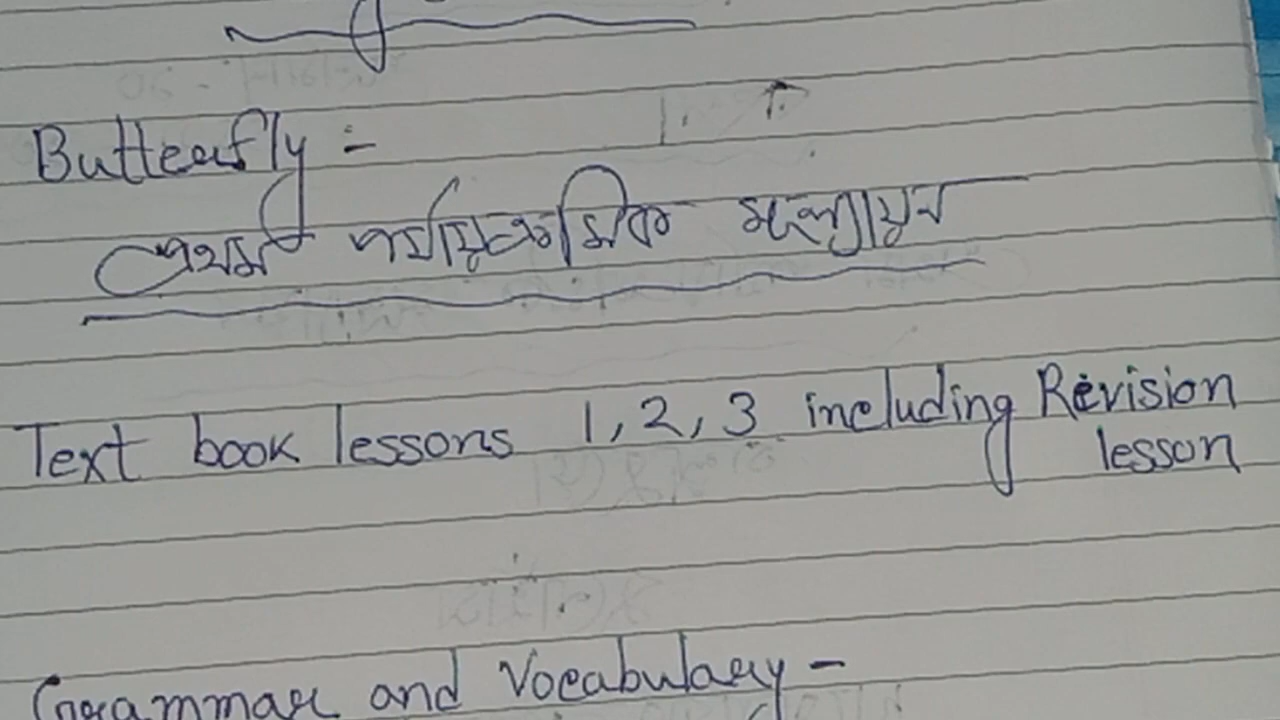 Butterfly :-
প্রথম পর্যায়ক্রমিক মূল্যায়ন
Text book lessons 1, 2, 3 including Revision
lesson
Grammar and Vocabulary -